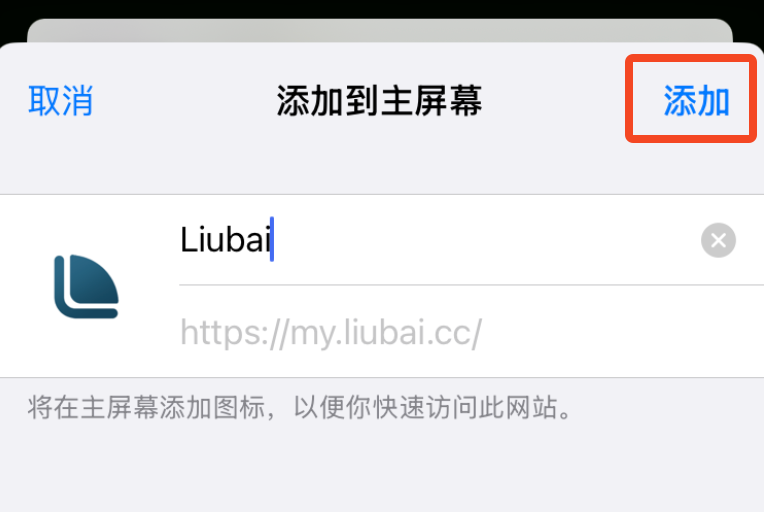 取消 添加到主屏幕 添加
Liubai
https://my.liubai.cc/
将在主屏幕添加图标，以便你快速访问此网站。